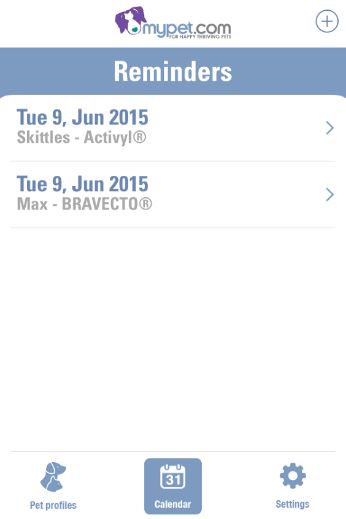 mypet.com
FOR HAPPY THRIVING PETS
Reminders
Tue 9, Jun 2015
Skittles - Activyl®
Tue 9, Jun 2015
Max - BRAVECTO®
31
Pet profiles
Calendar
Settings